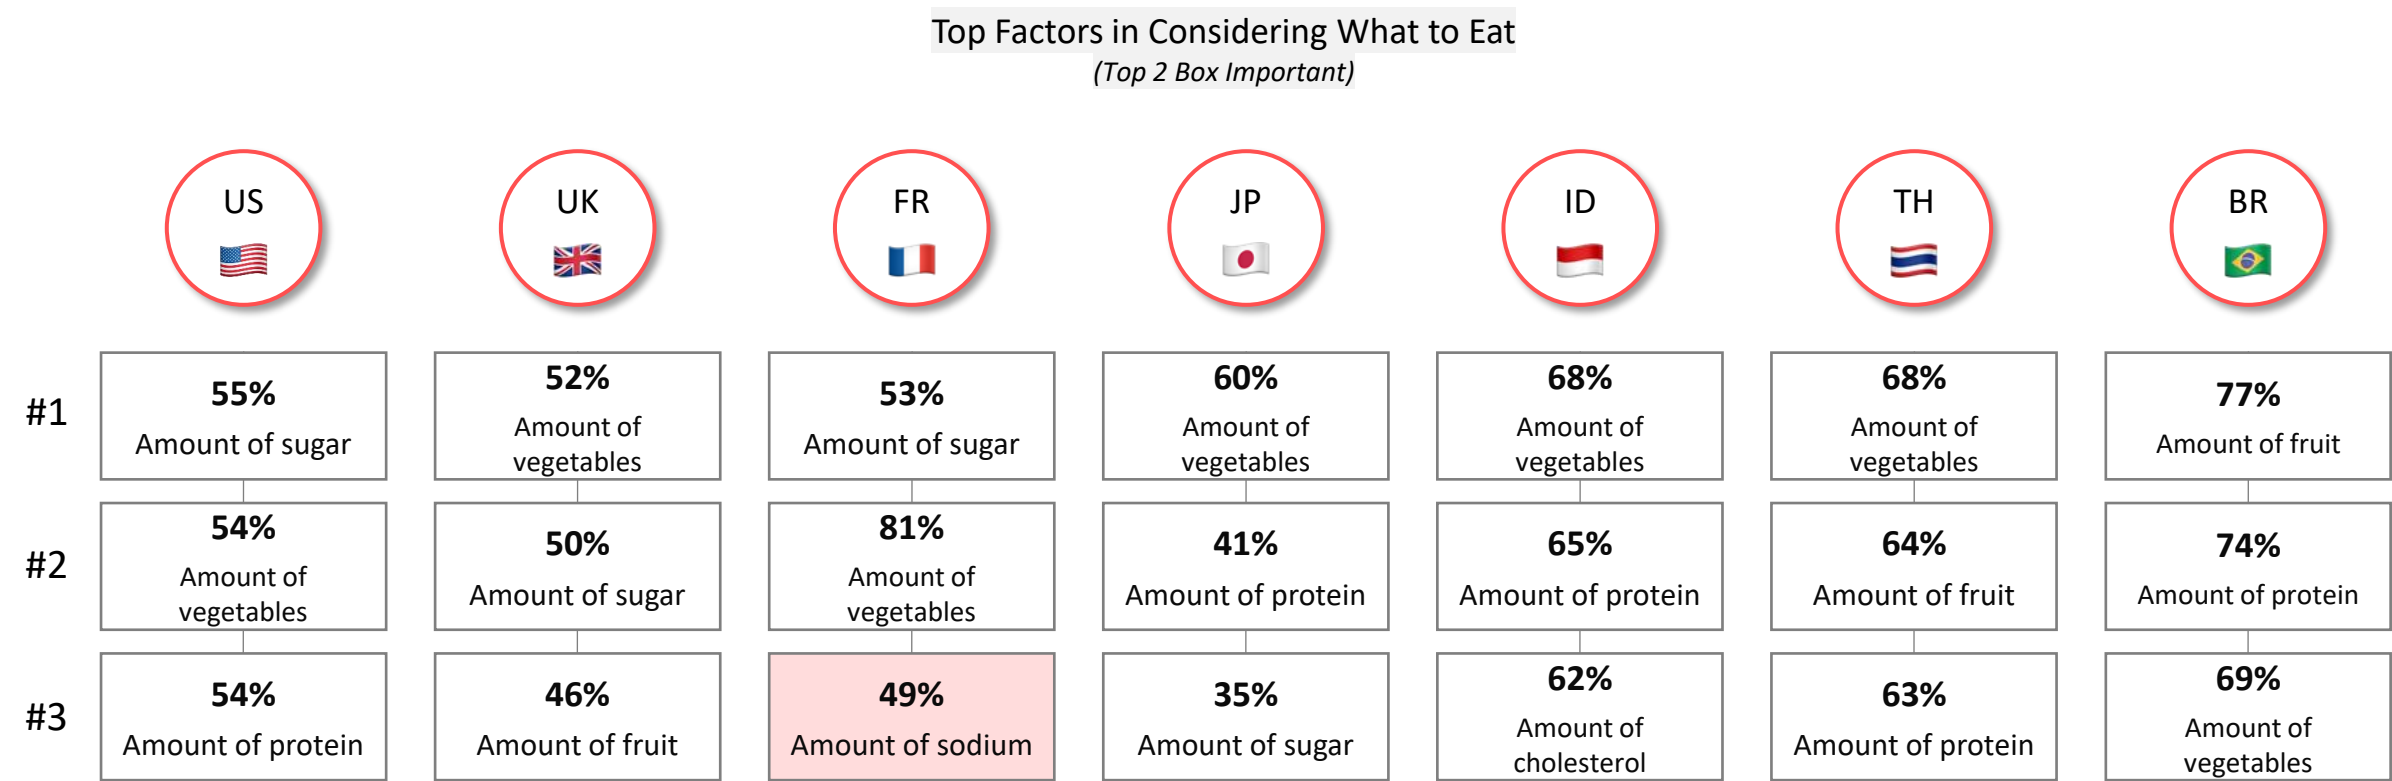 Top Factors in Considering What to Eat
(Top 2 Box Important)
US
UK
FR
JP
ID
TH
BR
#1
55%
Amount of sugar
52%
Amount of
vegetables
53%
Amount of sugar
60%
Amount of
vegetables
68%
Amount of
vegetables
68%
Amount of
vegetables
77%
Amount of fruit
#2
54%
Amount of
vegetables
50%
Amount of sugar
81%
Amount of
vegetables
41%
Amount of protein
65%
Amount of protein
64%
Amount of fruit
74%
Amount of protein
#3
54%
Amount of protein
46%
Amount of fruit
49%
Amount of sodium
35%
Amount of sugar
62%
Amount of
cholesterol
63%
Amount of protein
69%
Amount of
vegetables